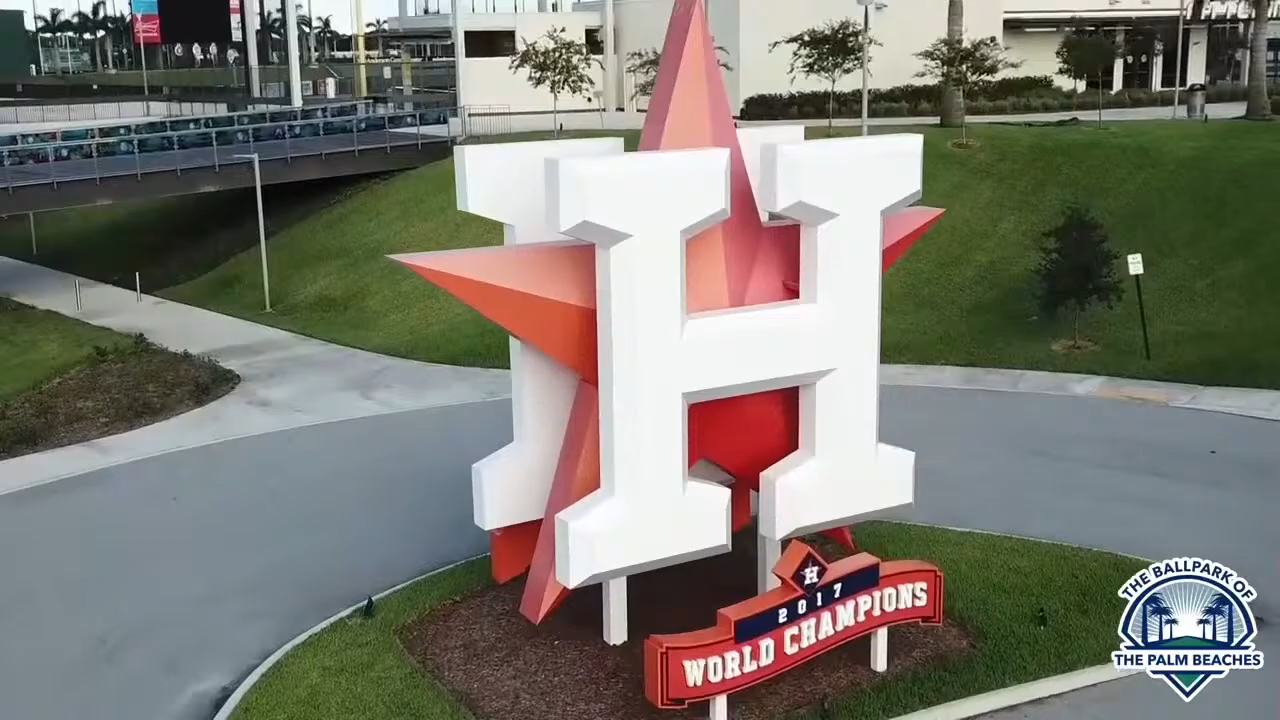 H
H
2017
WORLD CHAMPIONS
THE BALLPARK OF
THE PALM BEACHES